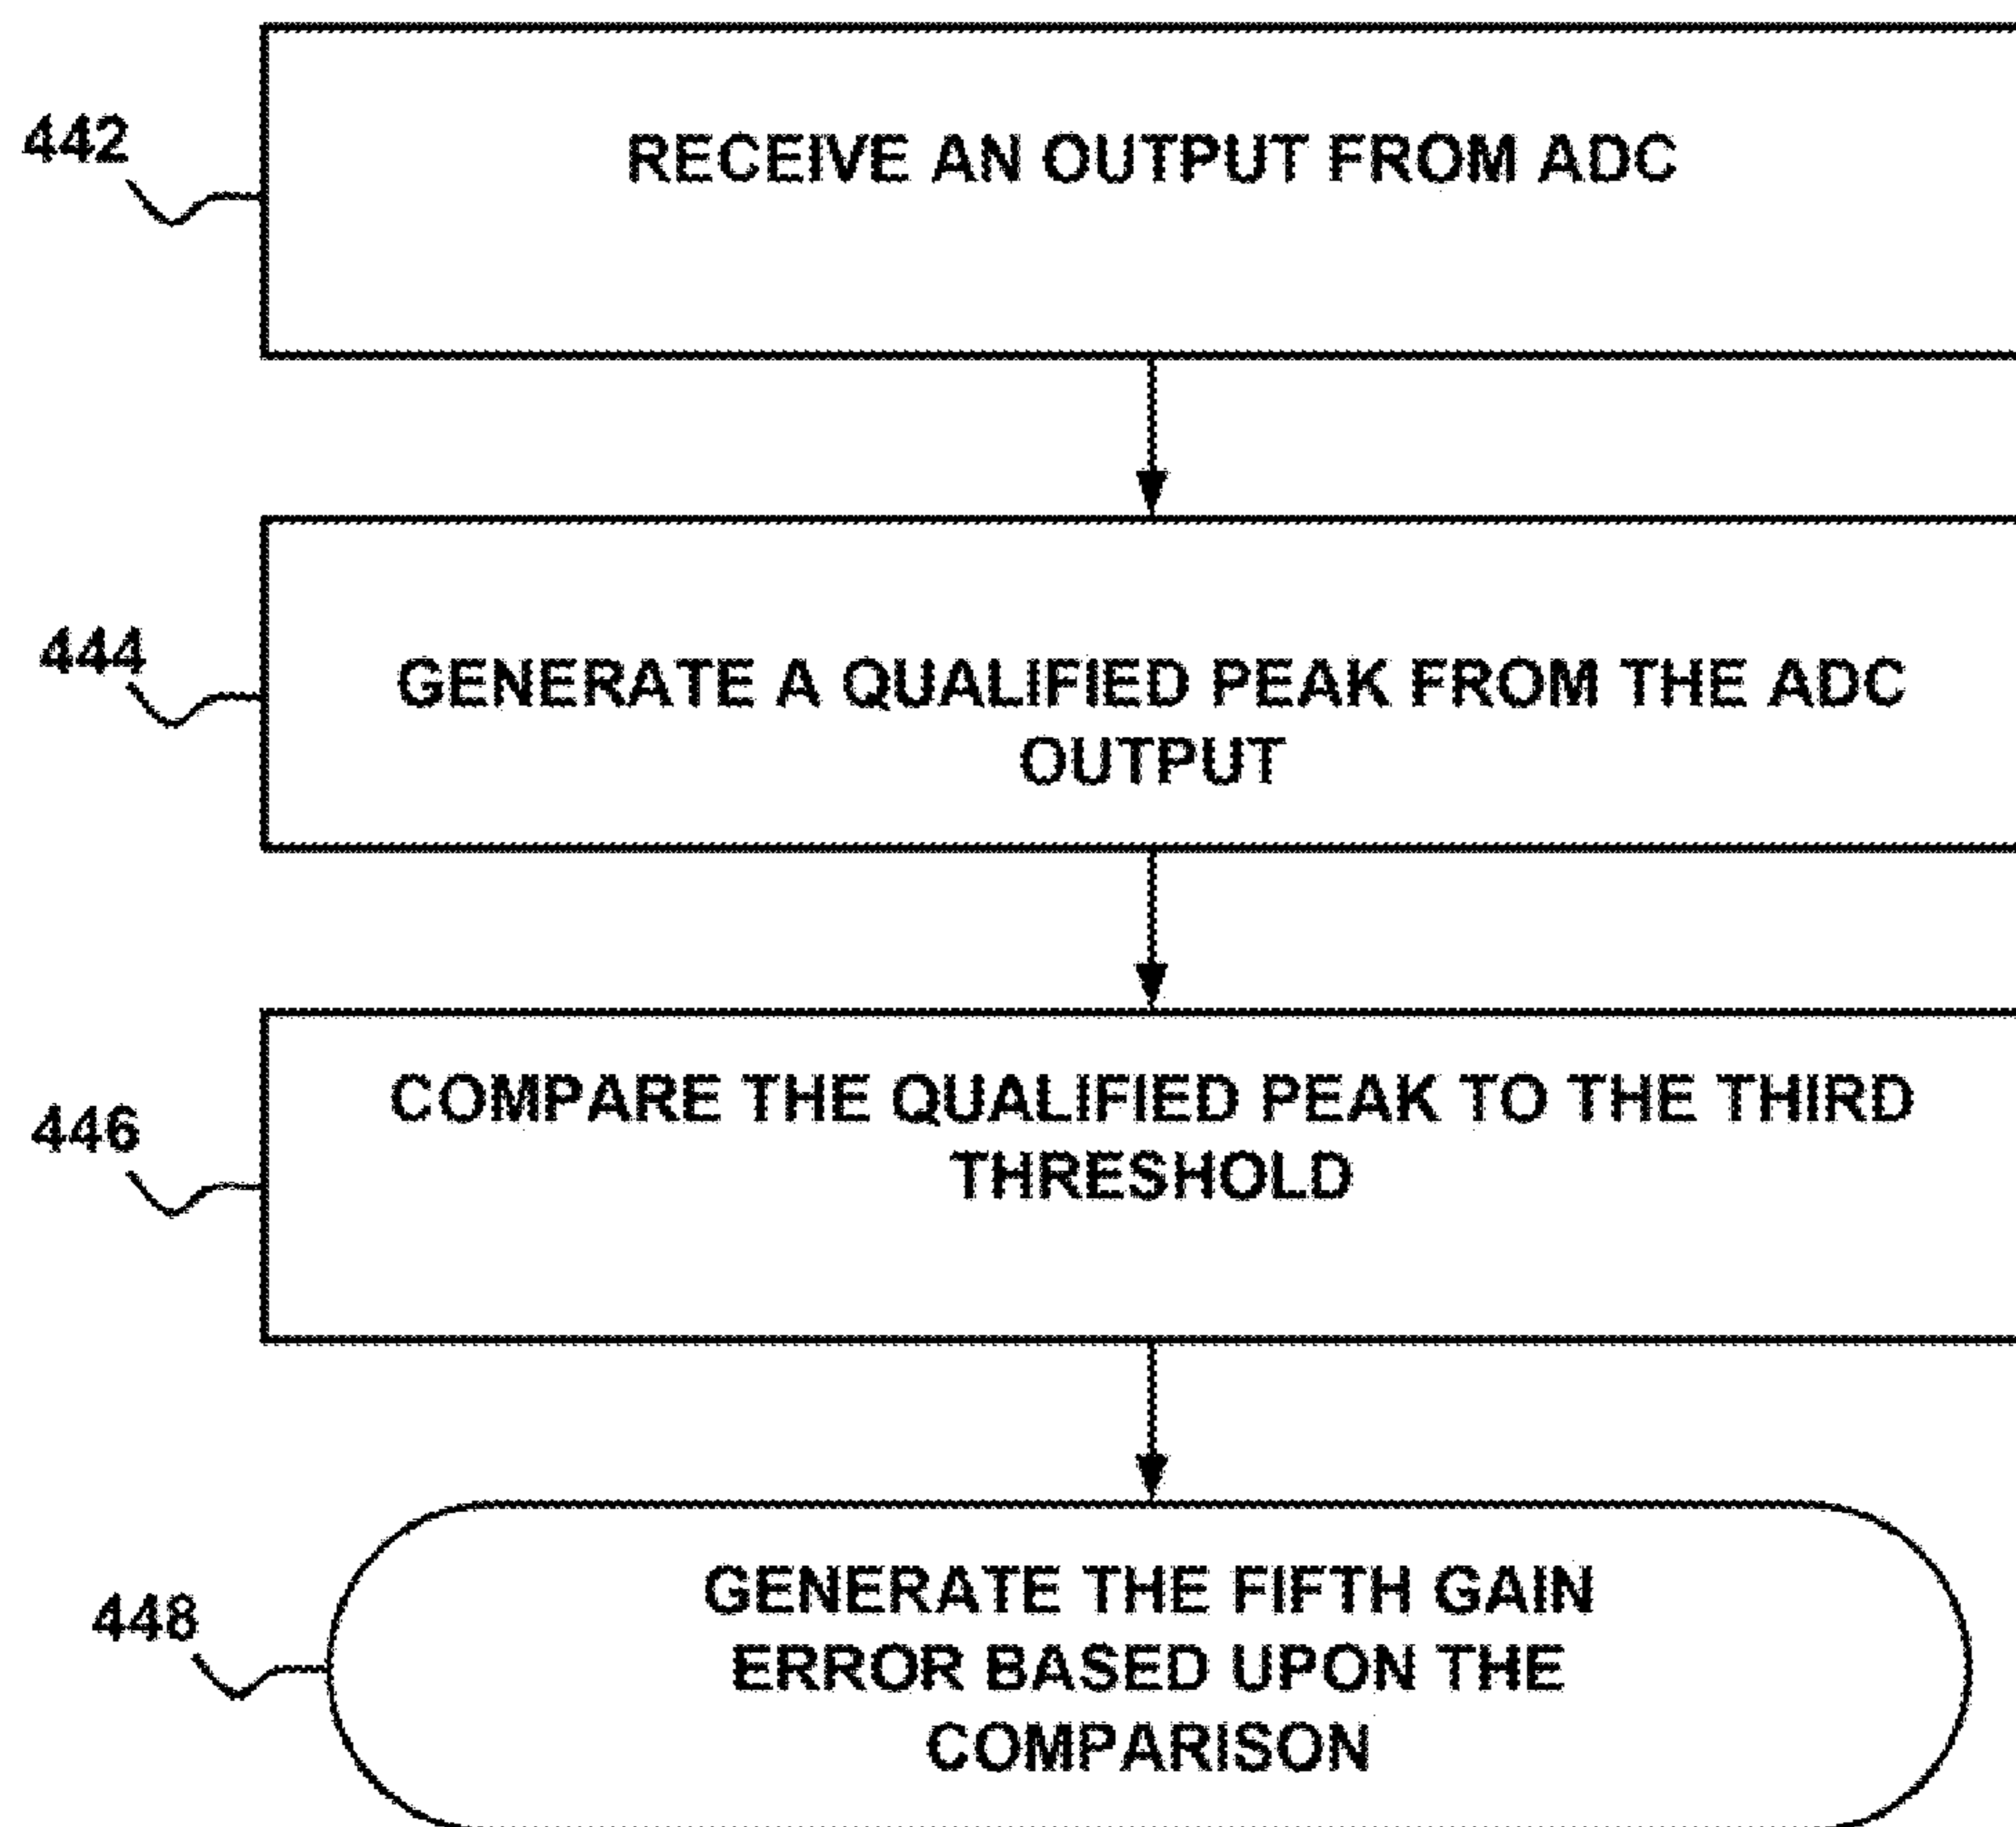 442
RECEIVE AN OUTPUT FROM ADC
444
GENERATE A QUALIFIED PEAK FROM THE ADC
OUTPUT
446
COMPARE THE QUALIFIED PEAK TO THE THIRD
THRESHOLD
448
GENERATE THE FIFTH GAIN
ERROR BASED UPON THE
COMPARISON